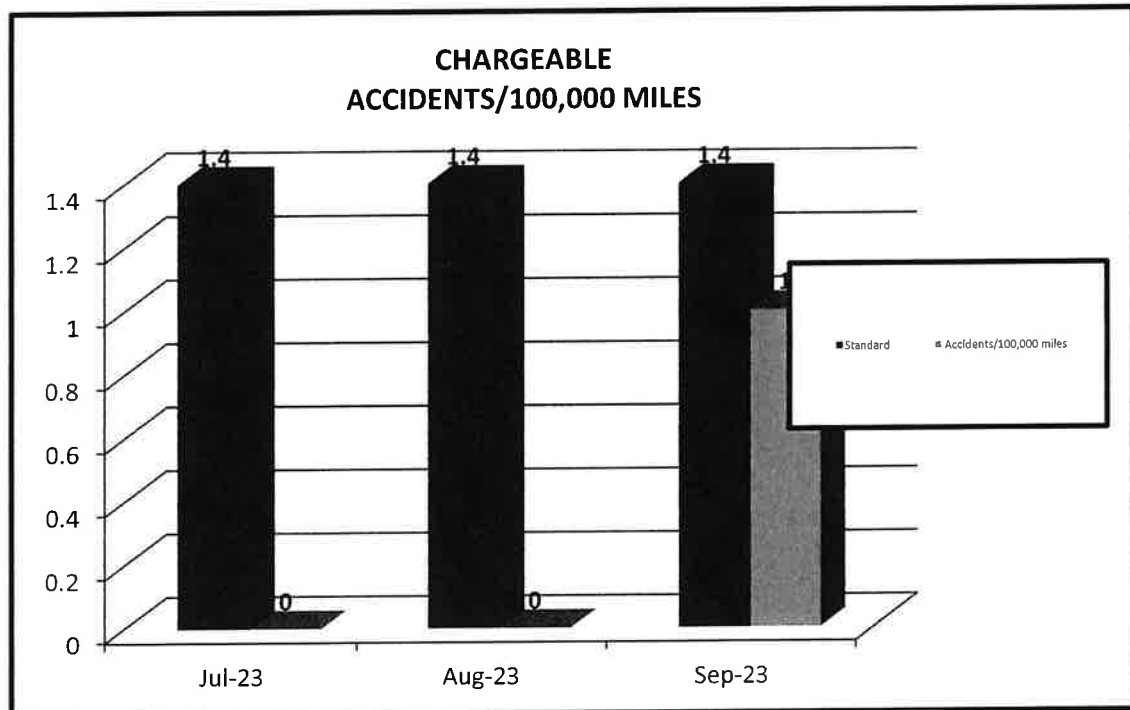 CHARGEABLE
ACCIDENTS/100,000 MILES
1.4
1.4
1.4
1.4
1.2
1
0.8
0.6
0.4
0.2
0
0
0
1
Standard
Accidents/100,000 miles
Jul-23
Aug-23
Sep-23